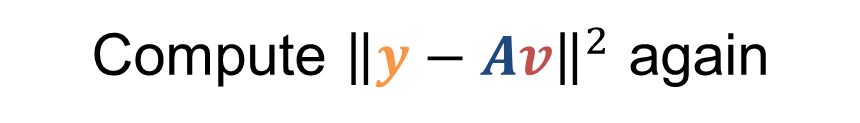 Compute ‖y − Av‖² again